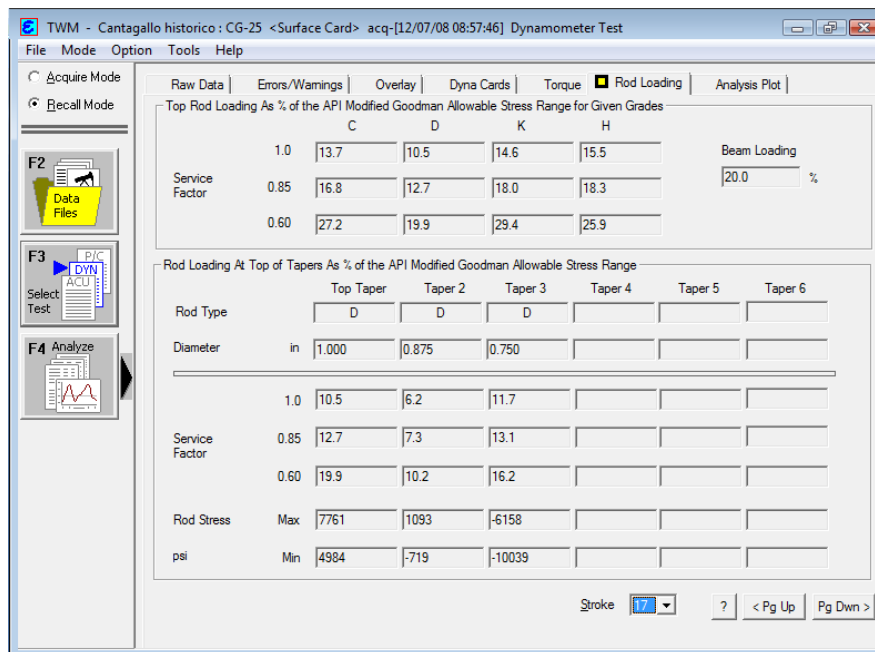 TWM - Cantagallo historico : CG-25 <Surface Card> acq-[12/07/08 08:57:46] Dynamometer Test
File Mode Option Tools Help
Acquire Mode
Recall Mode
F2
Data
Files
F3
P/C
DYN
ACU
Select
Test
F4 Analyze
Raw Data Errors/Warnings Overlay Dyna Cards Torque Rod Loading Analysis Plot
Top Rod Loading As % of the API Modified Goodman Allowable Stress Range for Given Grades
C D K H
1.0 13.7 10.5 14.6 15.5 Beam Loading
Service Factor 0.85 16.8 12.7 18.0 18.3 20.0 %
0.60 27.2 19.9 29.4 25.9
Rod Loading At Top of Tapers As % of the API Modified Goodman Allowable Stress Range
Top Taper Taper 2 Taper 3 Taper 4 Taper 5 Taper 6
Rod Type D D D
Diameter in 1.000 0.875 0.750
1.0 10.5 6.2 11.7
Service Factor 0.85 12.7 7.3 13.1
0.60 19.9 10.2 16.2
Rod Stress Max 7761 1093 -6158
psi Min 4984 -719 -10039
Stroke 17 ? < Pg Up Pg Dwn >